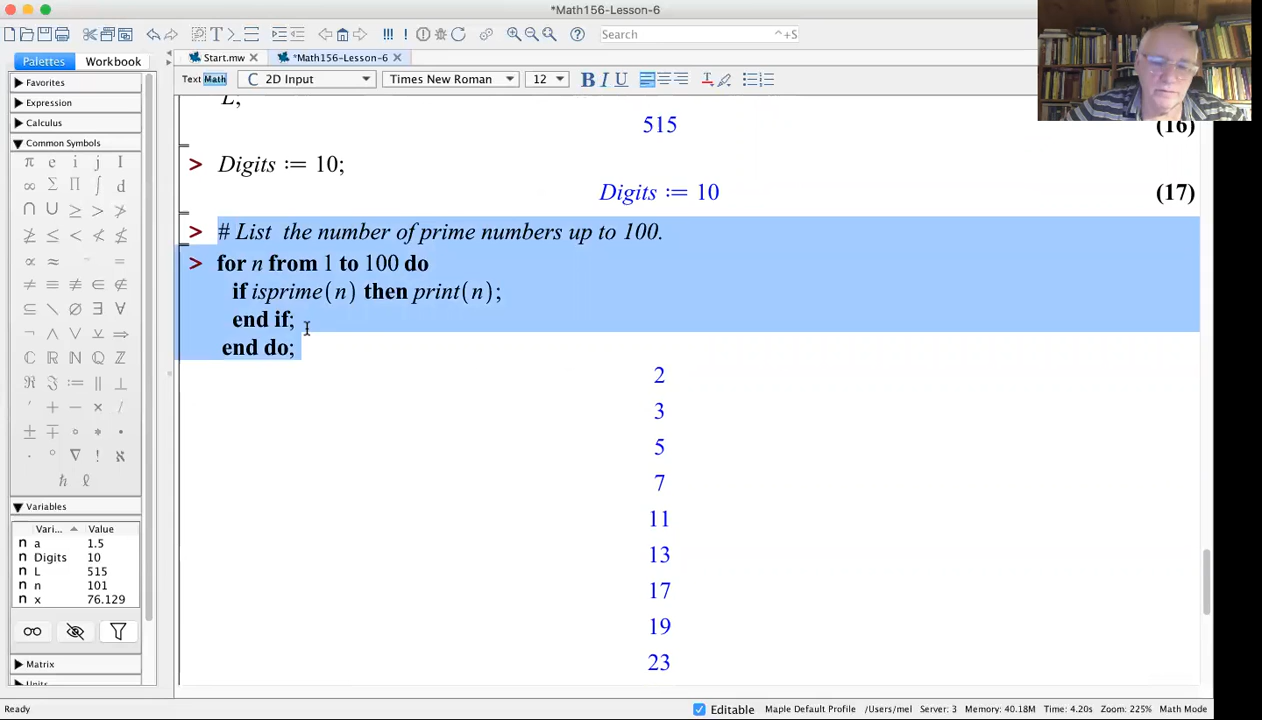 *Math156-Lesson-6
Search
+S
Start.mw
*Math156-Lesson-6
Palettes
Workbook
Text
Math
C 2D Input
Times New Roman
12
B I U
Favorites
Expression
Calculus
Common Symbols
π e i j I
∞ Σ Π ∫ d
∩ ∪ ≥ > ≯
≱ ≤ < ≮ ≰
∝ ≈ = ≔
≠ ≡ ≢ ∈ ∉
⊆ \ ∅ ∃ ∀
¬ ∧ ∨ ⊻ ⇒
ℂ ℝ ℕ ℚ ℤ
ℜ ℑ := ∥ ⊥
′ + − × /
± ∓ ∘ * ·
· ° ∇ ! ℵ
ℏ ℓ
Variables
Vari... Value
n a 1.5
n Digits 10
n L 515
n n 101
n x 76.129
Matrix
Units
L;
515
(16)
> Digits := 10;
Digits := 10
(17)
> # List the number of prime numbers up to 100.
> for n from 1 to 100 do
if isprime(n) then print(n);
end if;
end do;
2
3
5
7
11
13
17
19
23
Ready
Editable
Maple Default Profile
/Users/mel
Server: 3
Memory: 40.18M
Time: 4.20s
Zoom: 225%
Math Mode